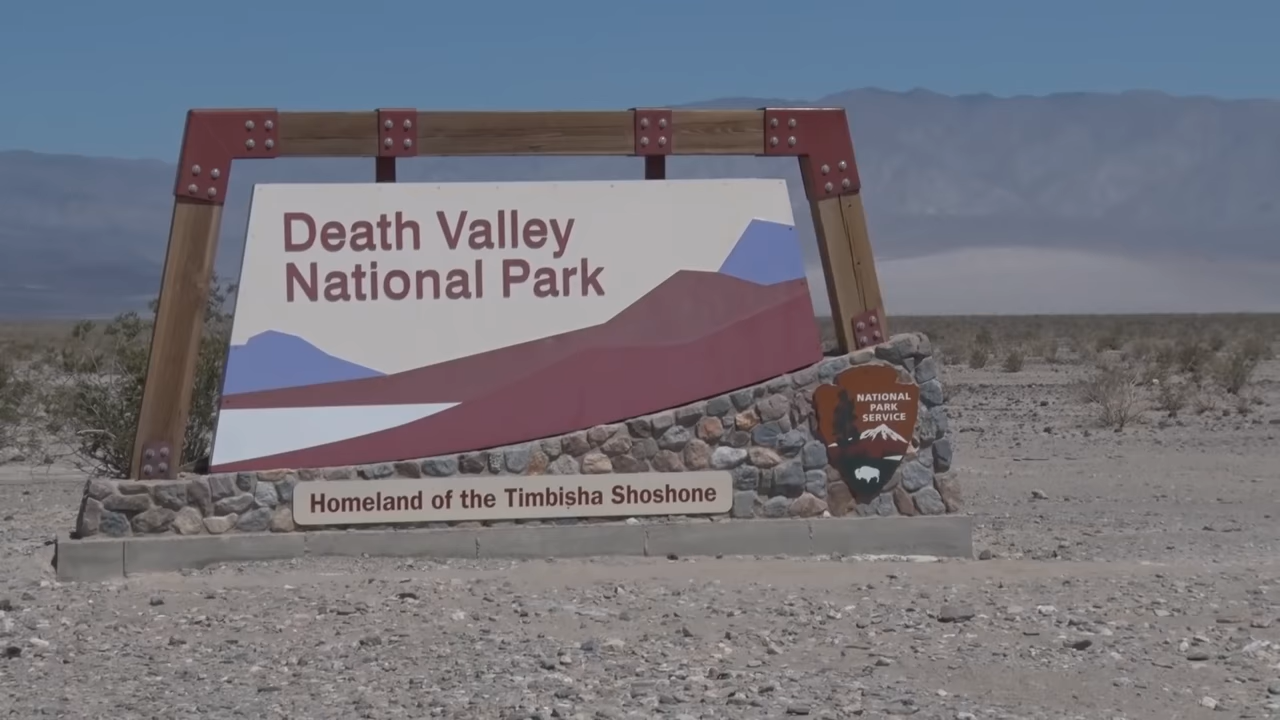 Death Valley
National Park
NATIONAL
PARK
SERVICE
Homeland of the Timbisha Shoshone